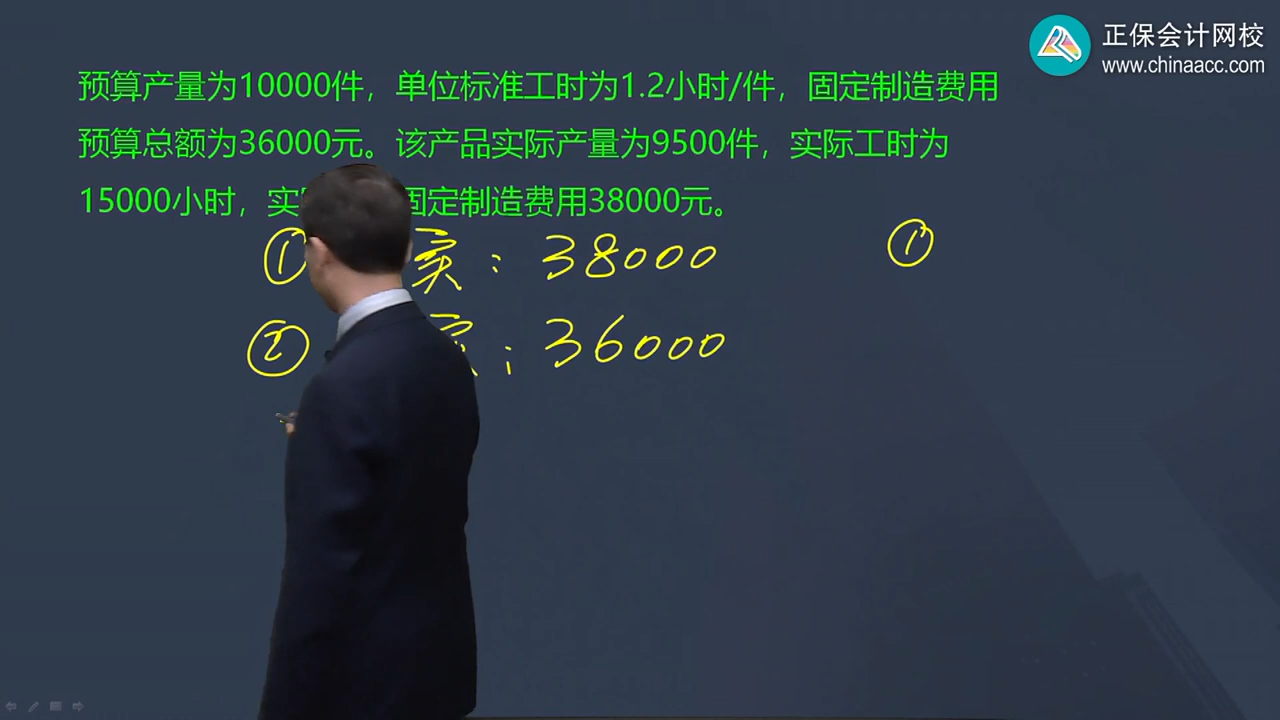 正保会计网校
www.chinaacc.com
预算产量为10000件，单位标准工时为1.2小时/件，固定制造费用
预算总额为36000元。该产品实际产量为9500件，实际工时为
15000小时，实 固定制造费用38000元。
① 实：38000 ①
② 实：36000